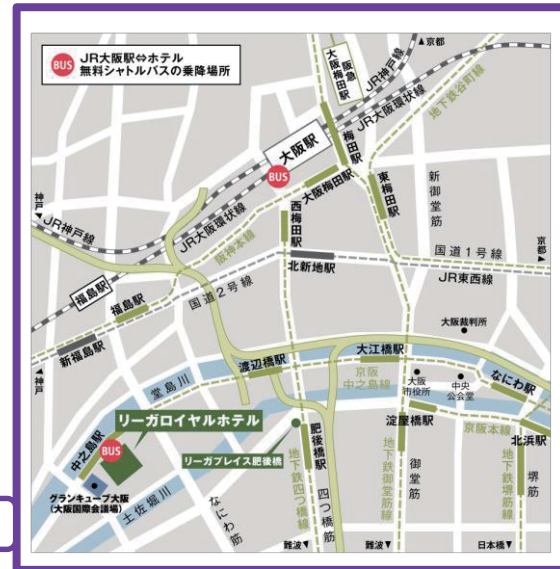 BUS
JR大阪駅⇔ホテル
無料シャトルバスの乗降場所
▲京都
大阪梅田駅
阪急
JR神戸線
JR大阪環状線
地下鉄谷町線
大阪駅
梅田駅
BUS
大阪梅田駅
東梅田駅
新御堂筋
西梅田駅
神戸
◀JR神戸線
JR大阪環状線
阪神本線
京都▲
国道1号線
北新地駅
JR東西線
福島駅
福島駅
国道2号線
新福島駅
▼神戸
大阪裁判所
堂島川
渡辺橋駅
大江橋駅
京阪
中之島線
大阪
市役所
中央
公会堂
なにわ駅
中之島駅
リーガロイヤルホテル
BUS
リーガプレイス肥後橋
肥後橋駅
淀屋橋駅
京阪本線
北浜駅
グランキューブ大阪
(大阪国際会議場)
土佐堀川
なにわ筋
地下鉄四つ橋線
四つ橋筋
地下鉄御堂筋線
御堂筋
地下鉄堺筋線
堺筋
難波▼
難波▼
日本橋▼